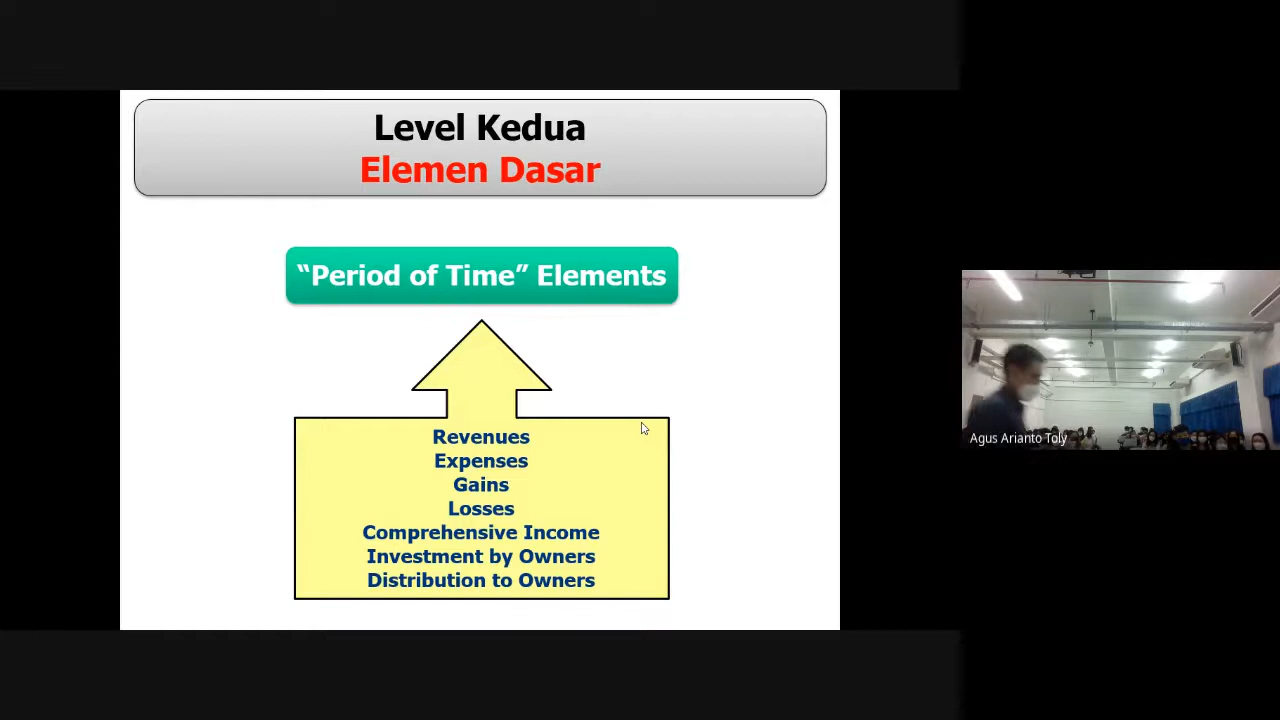 Level Kedua
Elemen Dasar
“Period of Time” Elements
Revenues
Expenses
Gains
Losses
Comprehensive Income
Investment by Owners
Distribution to Owners
Agus Arianto Toly